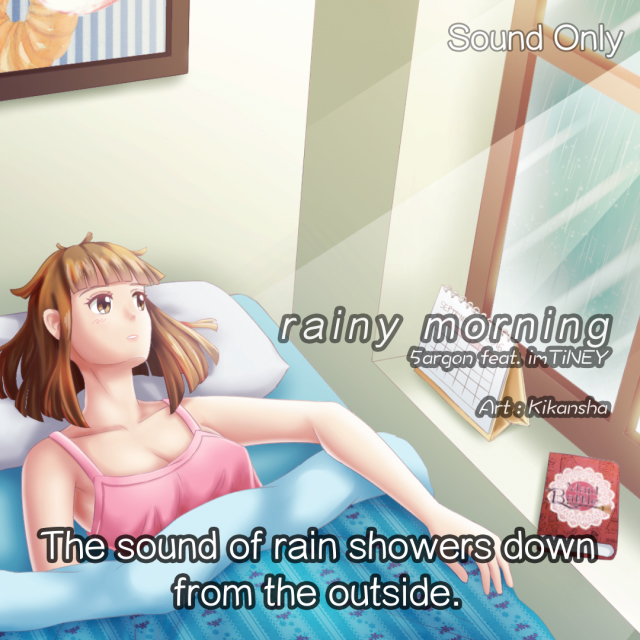 Sound Only
rainy morning
5argon feat. imTiNEY
Art : Kikansha
The sound of rain showers down
from the outside.